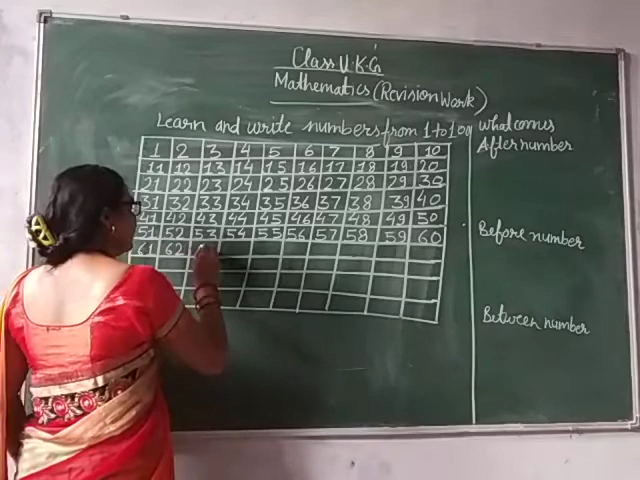 Class U.K.G
Mathematics (Revision Work)
Learn and write numbers from 1 to 100
1 2 3 4 5 6 7 8 9 10
11 12 13 14 15 16 17 18 19 20
21 22 23 24 25 26 27 28 29 30
31 32 33 34 35 36 37 38 39 40
41 42 43 44 45 46 47 48 49 50
51 52 53 54 55 56 57 58 59 60
61 62
what comes
After number
Before number
Between number